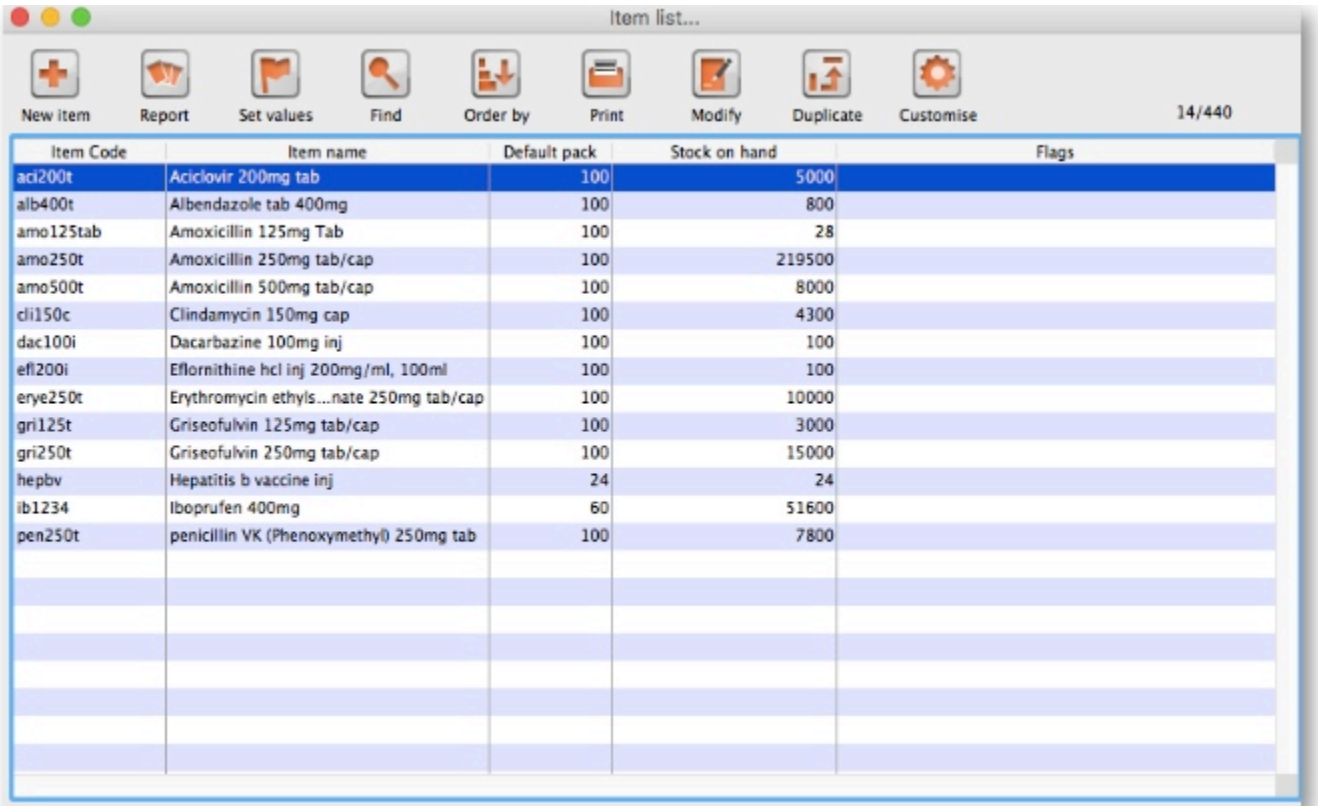 Item list...
New item Report Set values Find Order by Print Modify Duplicate Customise 14/440
Item Code Item name Default pack Stock on hand Flags
aci200t Aciclovir 200mg tab 100 5000
alb400t Albendazole tab 400mg 100 800
amo125tab Amoxicillin 125mg Tab 100 28
amo250t Amoxicillin 250mg tab/cap 100 219500
amo500t Amoxicillin 500mg tab/cap 100 8000
cli150c Clindamycin 150mg cap 100 4300
dac100i Dacarbazine 100mg inj 100 100
efl200i Eflornithine hcl inj 200mg/ml, 100ml 100 100
erye250t Erythromycin ethyls...nate 250mg tab/cap 100 10000
gri125t Griseofulvin 125mg tab/cap 100 3000
gri250t Griseofulvin 250mg tab/cap 100 15000
hepbv Hepatitis b vaccine inj 24 24
ib1234 Iboprufen 400mg 60 51600
pen250t penicillin VK (Phenoxymethyl) 250mg tab 100 7800